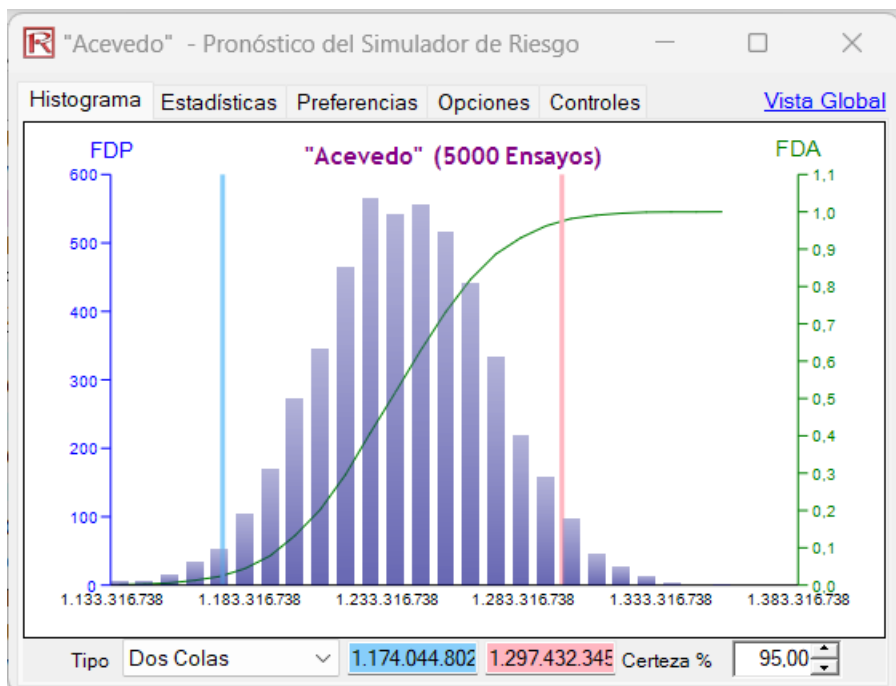 "Acevedo" - Pronóstico del Simulador de Riesgo
Histograma Estadísticas Preferencias Opciones Controles Vista Global
FDP "Acevedo" (5000 Ensayos) FDA
600 1,1
1,0
500 0,9
0,8
400 0,7
0,6
300 0,5
0,4
200 0,3
100 0,2
0,1
0 0,0
1.133.316.738 1.183.316.738 1.233.316.738 1.283.316.738 1.333.316.738 1.383.316.738
Tipo Dos Colas 1.174.044.802 1.297.432.345 Certeza % 95,00